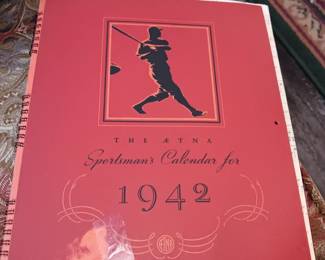 THE ÆTNA
Sportsman's Calendar for
1942